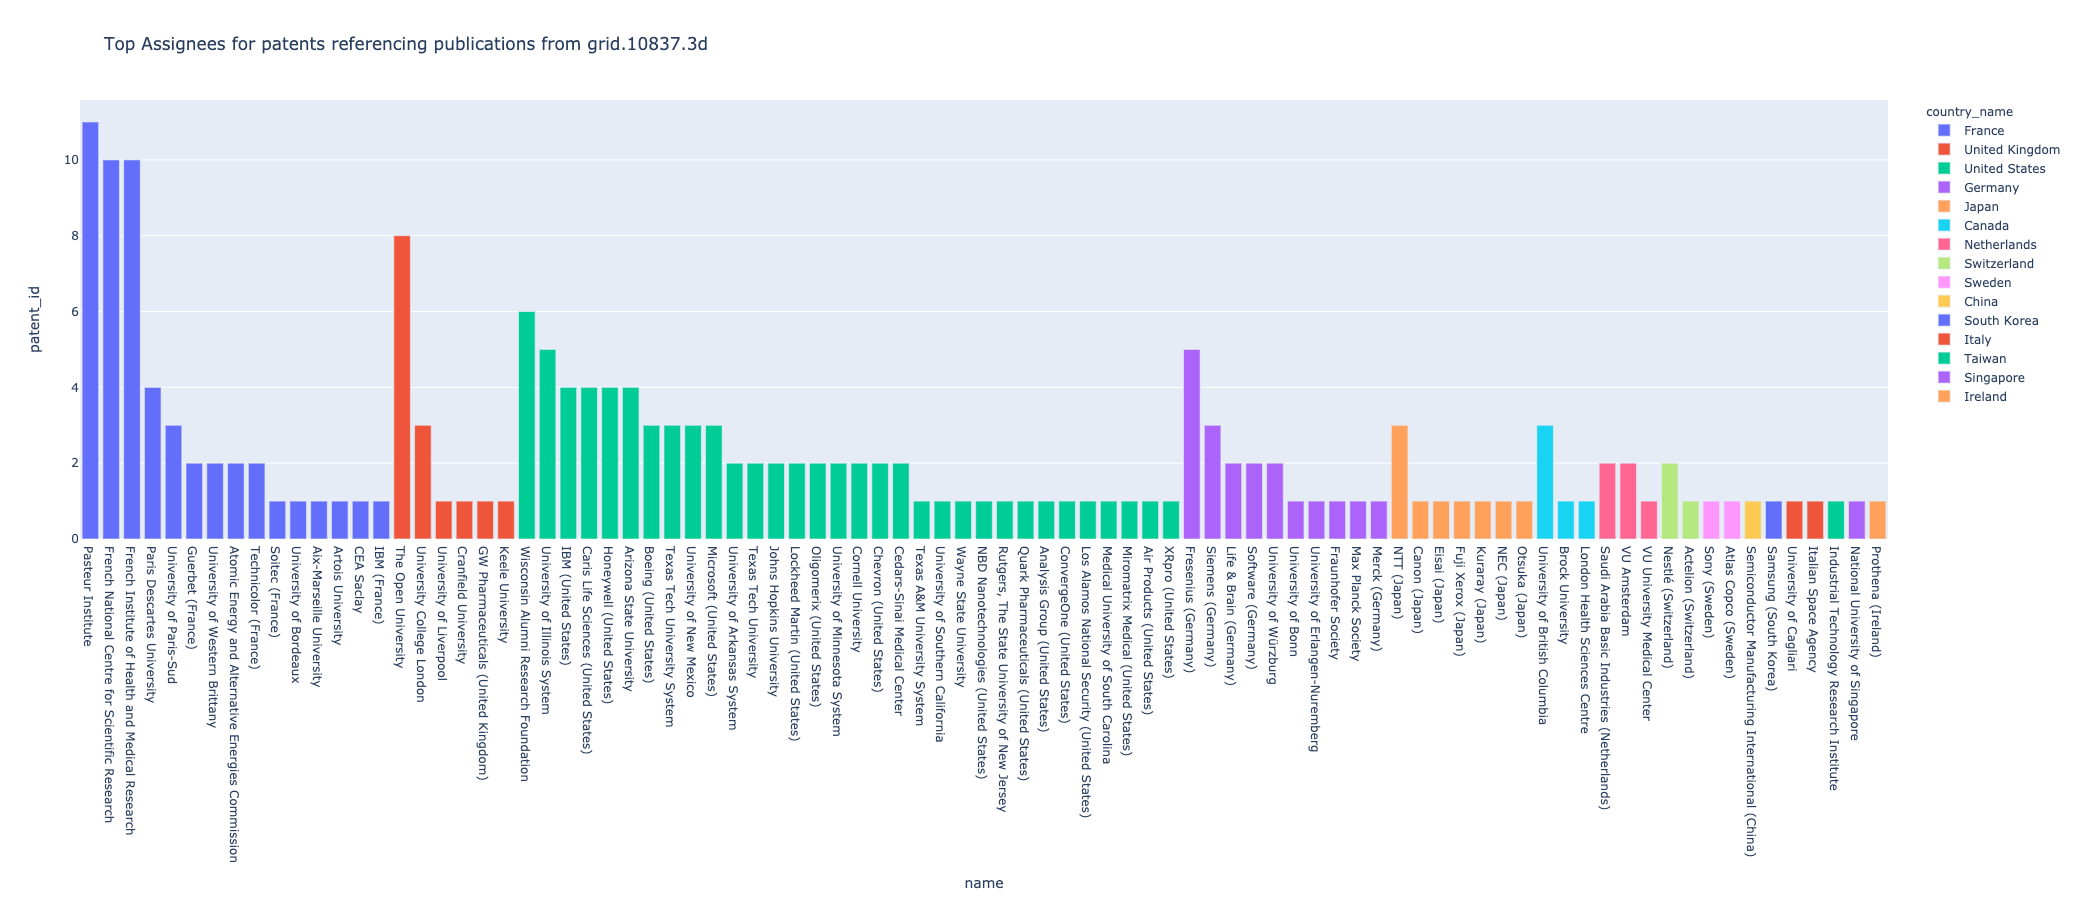 Top Assignees for patents referencing publications from grid.10837.3d
patent_id
10
8
6
4
2
0
Pasteur Institute
French National Centre for Scientific Research
French Institute of Health and Medical Research
Paris Descartes University
University of Paris-Sud
Guerbet (France)
University of Western Brittany
Atomic Energy and Alternative Energies Commission
Technicolor (France)
Soitec (France)
University of Bordeaux
Aix-Marseille University
Artois University
CEA Saclay
IBM (France)
The Open University
University College London
University of Liverpool
Cranfield University
GW Pharmaceuticals (United Kingdom)
Keele University
Wisconsin Alumni Research Foundation
University of Illinois System
IBM (United States)
Caris Life Sciences (United States)
Honeywell (United States)
Arizona State University
Boeing (United States)
Texas Tech University System
University of New Mexico
Microsoft (United States)
University of Arkansas System
Texas Tech University
Johns Hopkins University
Lockheed Martin (United States)
Oligomerix (United States)
University of Minnesota System
Cornell University
Chevron (United States)
Cedars-Sinai Medical Center
Texas A&M University System
University of Southern California
Wayne State University
NBD Nanotechnologies (United States)
Rutgers, The State University of New Jersey
Quark Pharmaceuticals (United States)
Analysis Group (United States)
ConvergeOne (United States)
Los Alamos National Security (United States)
Medical University of South Carolina
Miromatrix Medical (United States)
Air Products (United States)
XRpro (United States)
Fresenius (Germany)
Siemens (Germany)
Life & Brain (Germany)
Software (Germany)
University of Würzburg
University of Bonn
University of Erlangen-Nuremberg
Fraunhofer Society
Max Planck Society
Merck (Germany)
NTT (Japan)
Canon (Japan)
Eisai (Japan)
Fuji Xerox (Japan)
Kuraray (Japan)
NEC (Japan)
Otsuka (Japan)
University of British Columbia
Brock University
London Health Sciences Centre
Saudi Arabia Basic Industries (Netherlands)
VU Amsterdam
VU University Medical Center
Nestlé (Switzerland)
Actelion (Switzerland)
Sony (Sweden)
Atlas Copco (Sweden)
Semiconductor Manufacturing International (China)
Samsung (South Korea)
University of Cagliari
Italian Space Agency
Industrial Technology Research Institute
National University of Singapore
Prothena (Ireland)
name
country_name
France
United Kingdom
United States
Germany
Japan
Canada
Netherlands
Switzerland
Sweden
China
South Korea
Italy
Taiwan
Singapore
Ireland